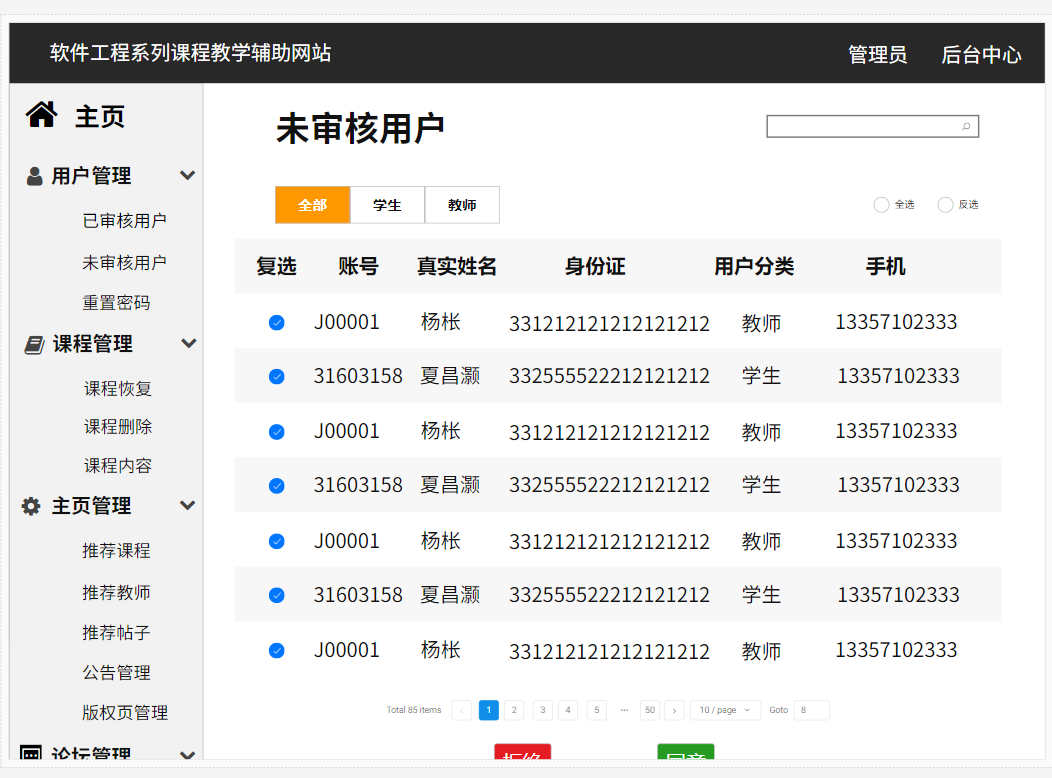 软件工程系列课程教学辅助网站 管理员 后台中心
主页
用户管理
已审核用户
未审核用户
重置密码
课程管理
课程恢复
课程删除
课程内容
主页管理
推荐课程
推荐教师
推荐帖子
公告管理
版权页管理
论坛管理
未审核用户
全部 学生 教师 全选 反选
复选 账号 真实姓名 身份证 用户分类 手机
J00001 杨枨 331212121212121212 教师 13357102333
31603158 夏昌灏 332555522212121212 学生 13357102333
J00001 杨枨 331212121212121212 教师 13357102333
31603158 夏昌灏 332555522212121212 学生 13357102333
J00001 杨枨 331212121212121212 教师 13357102333
31603158 夏昌灏 332555522212121212 学生 13357102333
J00001 杨枨 331212121212121212 教师 13357102333
Total 85 items < 1 2 3 4 5 ··· 50 > 10 / page Goto 8
拒绝 同意